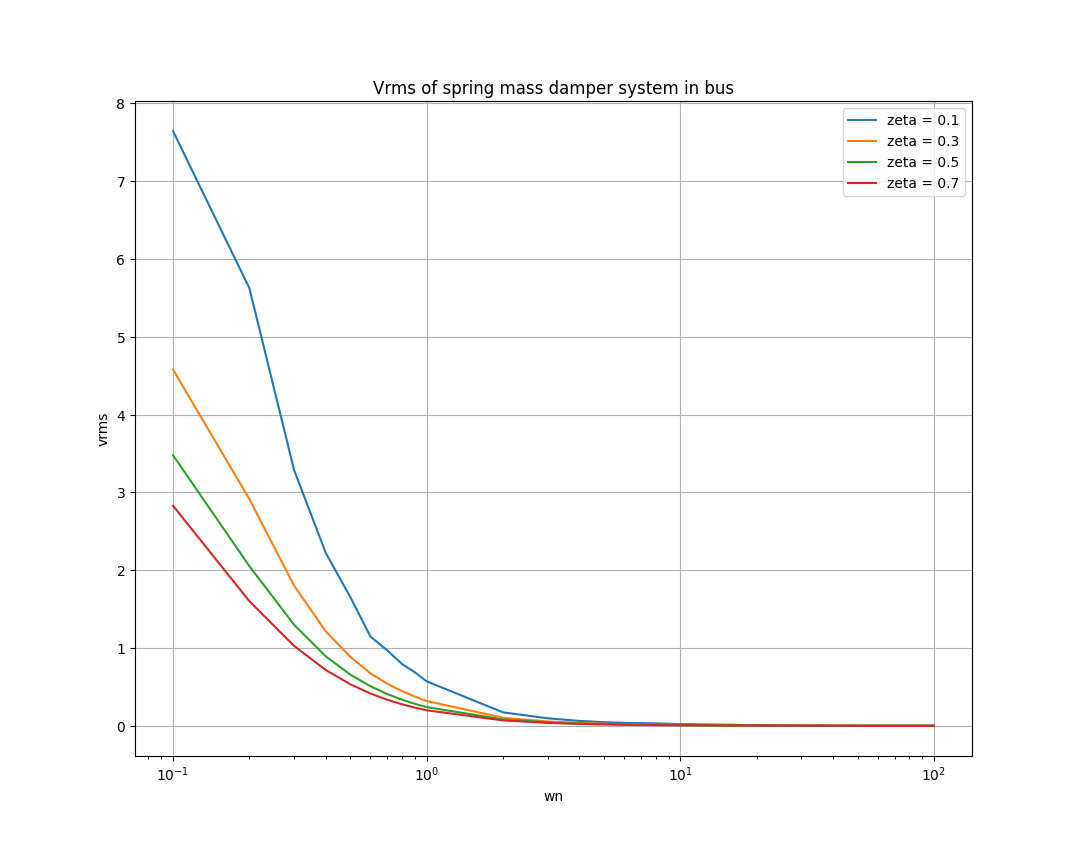 Vrms of spring mass damper system in bus
zeta = 0.1
zeta = 0.3
zeta = 0.5
zeta = 0.7
8
7
6
5
4
3
2
1
0
vrms
10⁻¹
10⁰
10¹
10²
wn